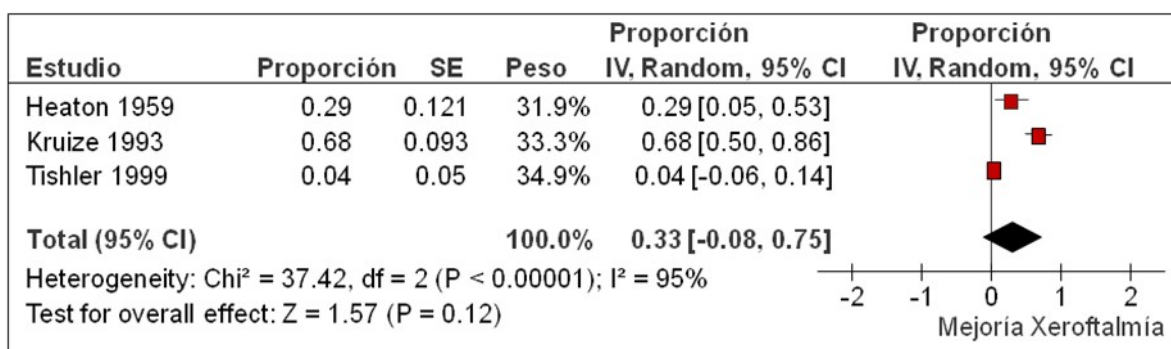 Proporción Proporción
Estudio Proporción SE Peso IV, Random, 95% CI IV, Random, 95% CI
Heaton 1959 0.29 0.121 31.9% 0.29 [0.05, 0.53]
Kruize 1993 0.68 0.093 33.3% 0.68 [0.50, 0.86]
Tishler 1999 0.04 0.05 34.9% 0.04 [-0.06, 0.14]
Total (95% CI) 100.0% 0.33 [-0.08, 0.75]
Heterogeneity: Chi² = 37.42, df = 2 (P < 0.00001); I² = 95%
Test for overall effect: Z = 1.57 (P = 0.12)
-2 -1 0 1 2
Mejoría Xeroftalmía